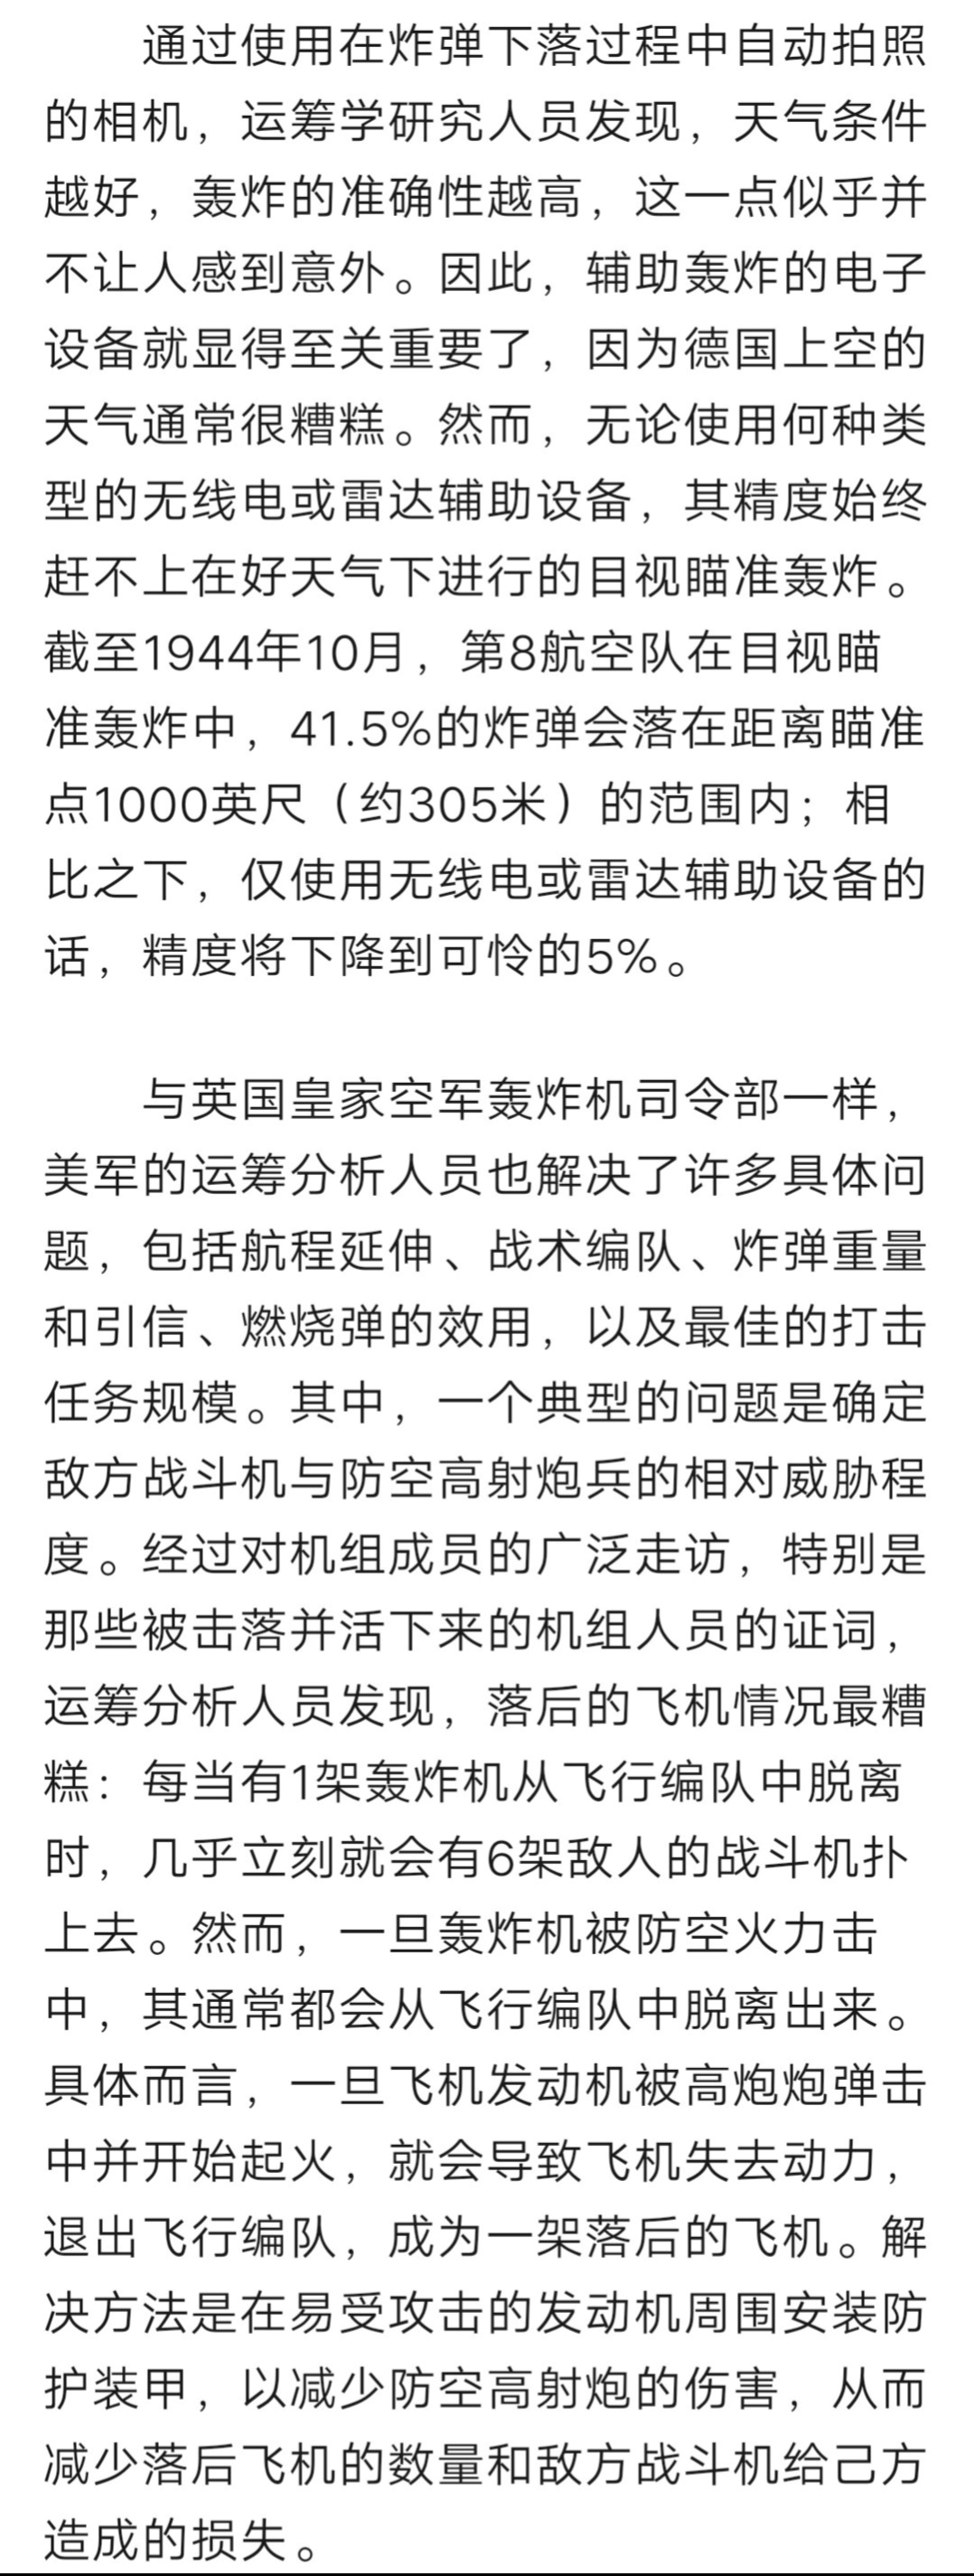 通过使用在炸弹下落过程中自动拍照
的相机，运筹学研究人员发现，天气条件
越好，轰炸的准确性越高，这一点似乎并
不让人感到意外。因此，辅助轰炸的电子
设备就显得至关重要了，因为德国上空的
天气通常很糟糕。然而，无论使用何种类
型的无线电或雷达辅助设备，其精度始终
赶不上在好天气下进行的目视瞄准轰炸。
截至1944年10月，第8航空队在目视瞄
准轰炸中，41.5%的炸弹会落在距离瞄准
点1000英尺（约305米）的范围内；相
比之下，仅使用无线电或雷达辅助设备的
话，精度将下降到可怜的5%。
与英国皇家空军轰炸机司令部一样，
美军的运筹分析人员也解决了许多具体问
题，包括航程延伸、战术编队、炸弹重量
和引信、燃烧弹的效用，以及最佳的打击
任务规模。其中，一个典型的问题是确定
敌方战斗机与防空高射炮兵的相对威胁程
度。经过对机组成员的广泛走访，特别是
那些被击落并活下来的机组人员的证词，
运筹分析人员发现，落后的飞机情况最糟
糕：每当有1架轰炸机从飞行编队中脱离
时，几乎立刻就会有6架敌人的战斗机扑
上去。然而，一旦轰炸机被防空火力击
中，其通常都会从飞行编队中脱离出来。
具体而言，一旦飞机发动机被高炮炮弹击
中并开始起火，就会导致飞机失去动力，
退出飞行编队，成为一架落后的飞机。解
决方法是在易受攻击的发动机周围安装防
护装甲，以减少防空高射炮的伤害，从而
减少落后飞机的数量和敌方战斗机给己方
造成的损失。